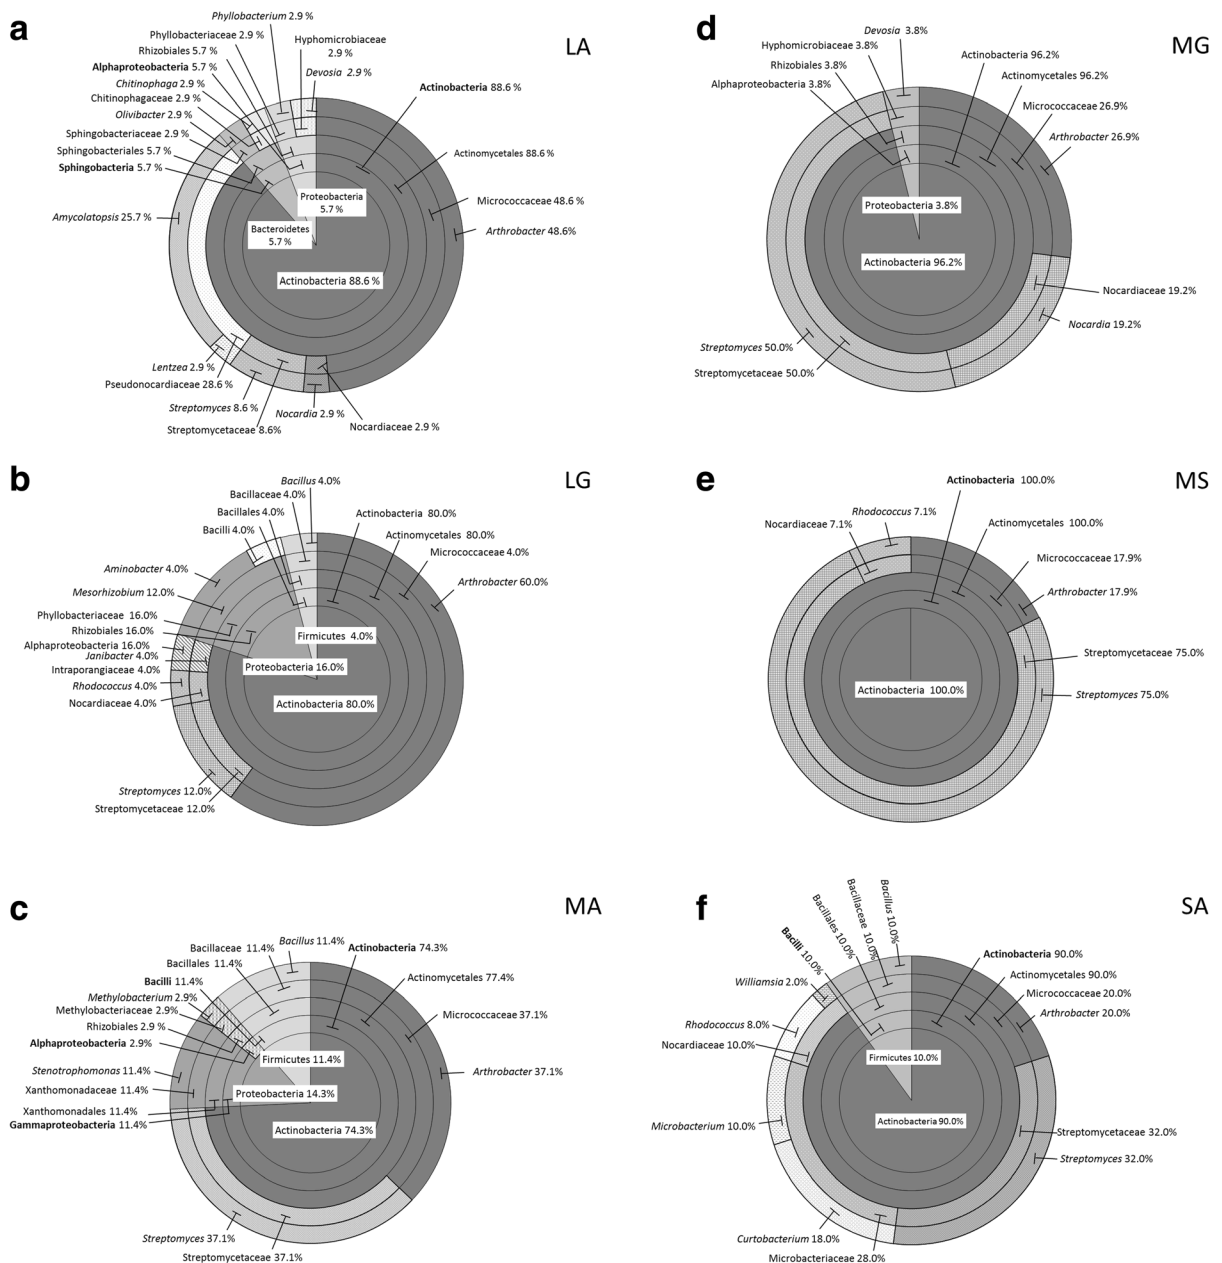 a
LA
Phyllobacterium 2.9 %
Phyllobacteriaceae 2.9 %
Rhizobiales 5.7 %
Alphaproteobacteria 5.7 %
Chitinophaga 2.9 %
Chitinophagaceae 2.9 %
Olivibacter 2.9 %
Sphingobacteriaceae 2.9 %
Sphingobacteriales 5.7 %
Sphingobacteria 5.7 %
Amycolatopsis 25.7 %
Hyphomicrobiaceae
2.9 %
Devosia 2.9 %
Actinobacteria 88.6 %
Actinomycetales 88.6 %
Micrococcaceae 48.6 %
Arthrobacter 48.6%
Proteobacteria
5.7 %
Bacteroidetes
5.7 %
Actinobacteria 88.6 %
Lentzea 2.9 %
Pseudonocardiaceae 28.6 %
Streptomyces 8.6 %
Streptomycetaceae 8.6%
Nocardia 2.9 %
Nocardiaceae 2.9 %
d
MG
Devosia 3.8%
Hyphomicrobiaceae 3.8%
Rhizobiales 3.8%
Alphaproteobacteria 3.8%
Actinobacteria 96.2%
Actinomycetales 96.2%
Micrococcaceae 26.9%
Arthrobacter 26.9%
Proteobacteria 3.8%
Actinobacteria 96.2%
Nocardiaceae 19.2%
Nocardia 19.2%
Streptomyces 50.0%
Streptomycetaceae 50.0%
b
LG
Bacillus 4.0%
Bacillaceae 4.0%
Bacillales 4.0%
Bacilli 4.0%
Actinobacteria 80.0%
Actinomycetales 80.0%
Micrococcaceae 4.0%
Arthrobacter 60.0%
Aminobacter 4.0%
Mesorhizobium 12.0%
Phyllobacteriaceae 16.0%
Rhizobiales 16.0%
Alphaproteobacteria 16.0%
Janibacter 4.0%
Intraporangiaceae 4.0%
Rhodococcus 4.0%
Nocardiaceae 4.0%
Firmicutes 4.0%
Proteobacteria 16.0%
Actinobacteria 80.0%
Streptomyces 12.0%
Streptomycetaceae 12.0%
e
MS
Actinobacteria 100.0%
Rhodococcus 7.1%
Nocardiaceae 7.1%
Actinomycetales 100.0%
Micrococcaceae 17.9%
Arthrobacter 17.9%
Streptomycetaceae 75.0%
Streptomyces 75.0%
Actinobacteria 100.0%
c
MA
Bacillus 11.4%
Bacillaceae 11.4%
Bacillales 11.4%
Bacilli 11.4%
Methylobacterium 2.9%
Methylobacteriaceae 2.9%
Rhizobiales 2.9 %
Alphaproteobacteria 2.9%
Stenotrophomonas 11.4%
Xanthomonadaceae 11.4%
Xanthomonadales 11.4%
Gammaproteobacteria 11.4%
Actinobacteria 74.3%
Actinomycetales 77.4%
Micrococcaceae 37.1%
Arthrobacter 37.1%
Firmicutes 11.4%
Proteobacteria 14.3%
Actinobacteria 74.3%
Streptomyces 37.1%
Streptomycetaceae 37.1%
f
SA
Bacillus 10.0%
Bacillaceae 10.0%
Bacillales 10.0%
Bacilli 10.0%
Williamsia 2.0%
Rhodococcus 8.0%
Nocardiaceae 10.0%
Microbacterium 10.0%
Actinobacteria 90.0%
Actinomycetales 90.0%
Micrococcaceae 20.0%
Arthrobacter 20.0%
Firmicutes 10.0%
Actinobacteria 90.0%
Streptomycetaceae 32.0%
Streptomyces 32.0%
Curtobacterium 18.0%
Microbacteriaceae 28.0%